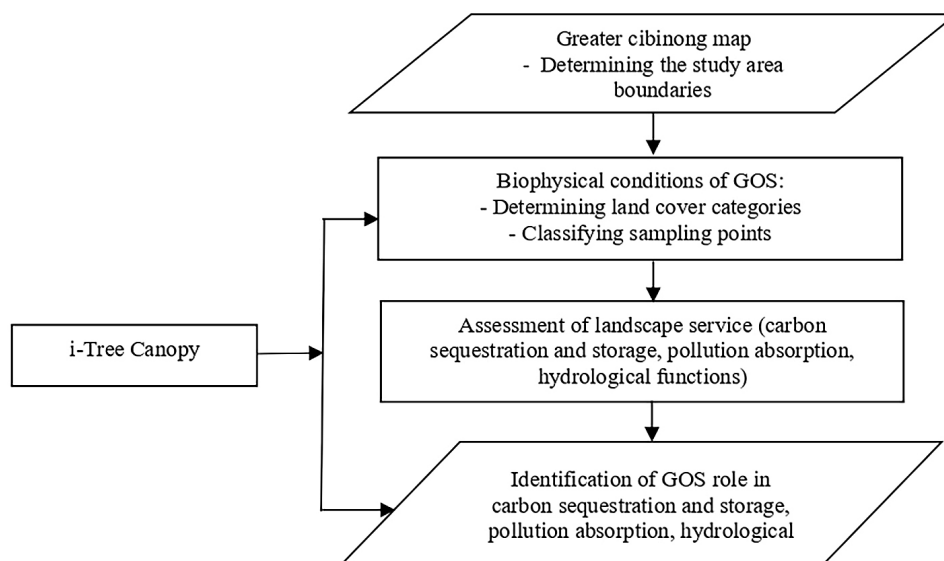 Greater cibinong map
- Determining the study area
boundaries
Biophysical conditions of GOS:
- Determining land cover categories
- Classifying sampling points
i-Tree Canopy
Assessment of landscape service (carbon
sequestration and storage, pollution absorption,
hydrological functions)
Identification of GOS role in
carbon sequestration and storage,
pollution absorption, hydrological